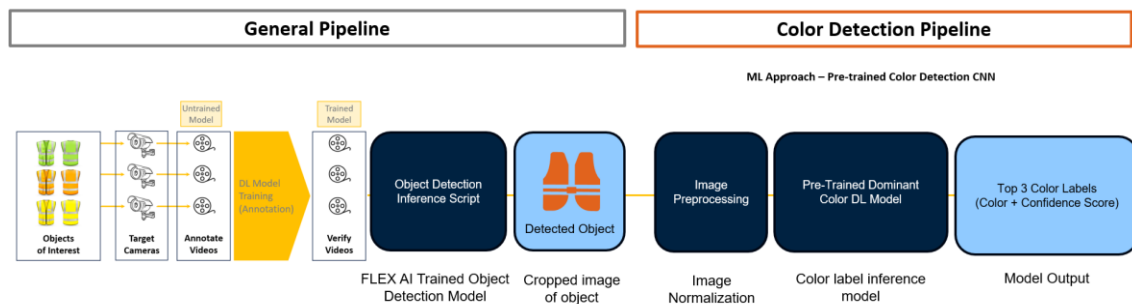 General Pipeline
Color Detection Pipeline
ML Approach – Pre-trained Color Detection CNN
Untrained
Model
Trained
Model
DL Model
Training
(Annotation)
Objects
of Interest
Target
Cameras
Annotate
Videos
Verify
Videos
Object Detection
Inference Script
Detected Object
Image
Preprocessing
Pre-Trained Dominant
Color DL Model
Top 3 Color Labels
(Color + Confidence Score)
FLEX AI Trained Object
Detection Model
Cropped image
of object
Image
Normalization
Color label inference
model
Model Output